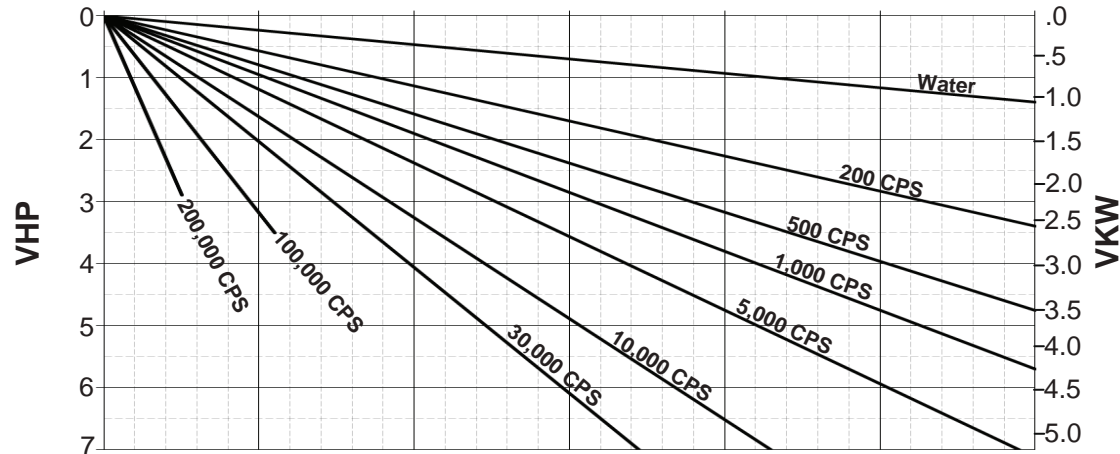 VHP
0
1
2
3
4
5
6
7
Water
200 CPS
500 CPS
1,000 CPS
5,000 CPS
10,000 CPS
30,000 CPS
100,000 CPS
200,000 CPS
.0
.5
1.0
1.5
2.0
2.5
3.0
3.5
4.0
4.5
5.0
VKW